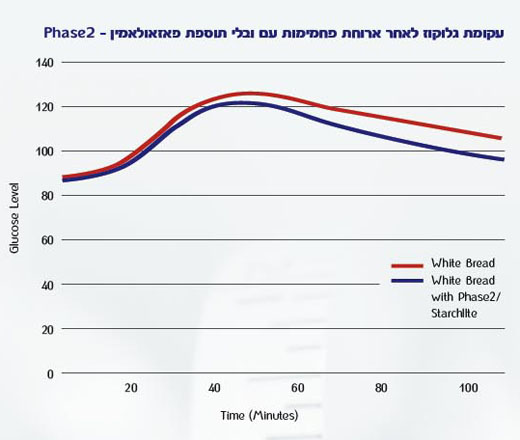 עקומת גלוקוז לאחר ארוחת פחמימות עם ובלי תוספת פאזאולאמין - Phase2
140
120
100
80
60
40
20
0
Glucose Level
20 40 60 80 100
Time (Minutes)
White Bread
White Bread
with Phase2/
Starchlite